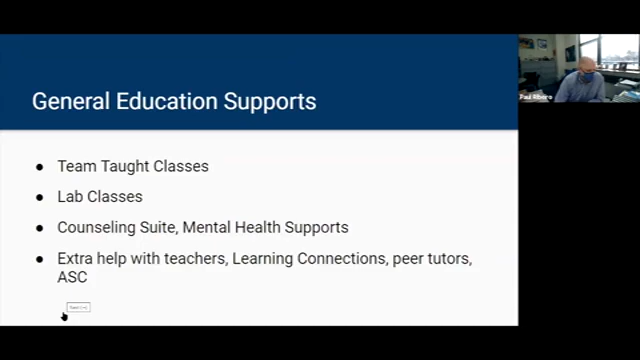 General Education Supports
Paul Ribeiro
● Team Taught Classes
● Lab Classes
● Counseling Suite, Mental Health Supports
● Extra help with teachers, Learning Connections, peer tutors,
ASC